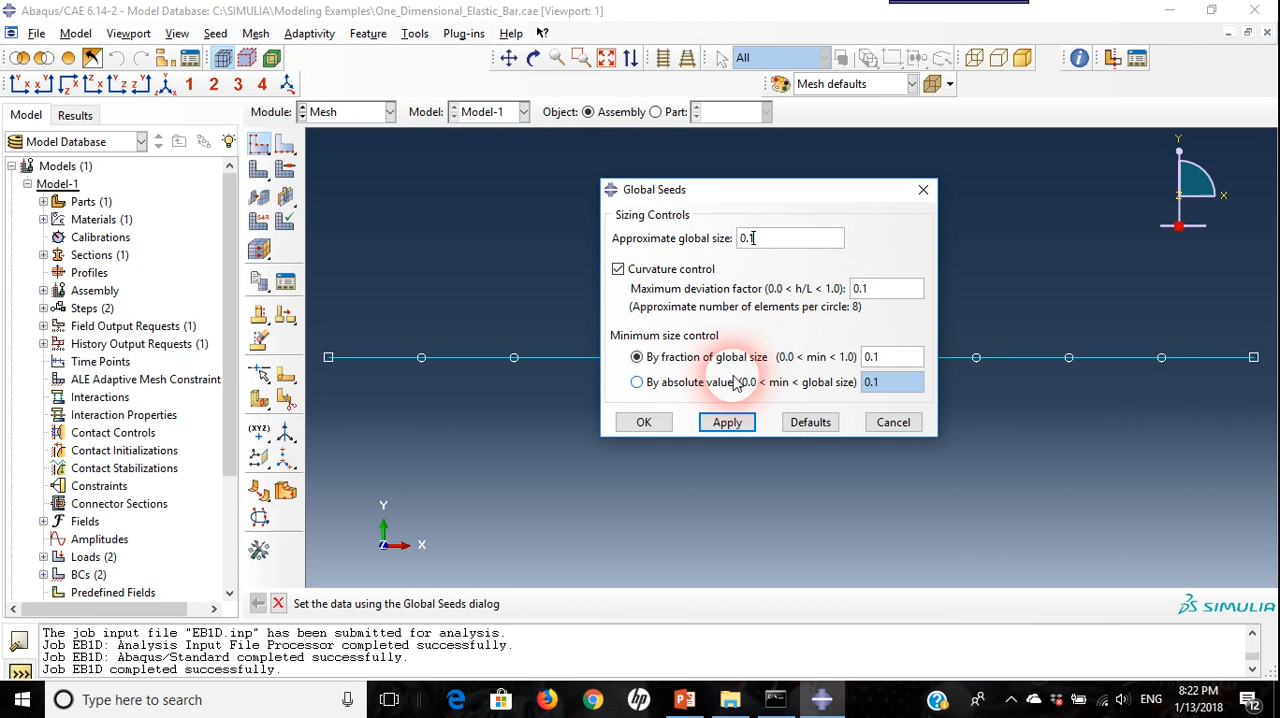 Abaqus/CAE 6.14-2 - Model Database: C:\SIMULIA\Modeling Examples\One_Dimensional_Elastic_Bar.cae [Viewport: 1]
File Model Viewport View Seed Mesh Adaptivity Feature Tools Plug-ins Help
All
1 2 3 4 Mesh defaults
Model Results Module: Mesh Model: Model-1 Object: Assembly Part:
Model Database
Models (1)
Model-1
Parts (1)
Materials (1)
Calibrations
Sections (1)
Profiles
Assembly
Steps (2)
Field Output Requests (1)
History Output Requests (1)
Time Points
ALE Adaptive Mesh Constraint
Interactions
Interaction Properties
Contact Controls
Contact Initializations
Contact Stabilizations
Constraints
Connector Sections
Fields
Amplitudes
Loads (2)
BCs (2)
Predefined Fields
S4R
(XYZ)
Global Seeds
Sizing Controls
Approximate global size: 0.1
Curvature control
Maximum deviation factor (0.0 < h/L < 1.0): 0.1
(Approximate number of elements per circle: 8)
Minimum size control
By fraction of global size (0.0 < min < 1.0) 0.1
By absolute value (0.0 < min < global size) 0.1
OK Apply Defaults Cancel
Y
Z X
Y
Z X
Set the data using the Global Seeds dialog
SIMULIA
The job input file "EB1D.inp" has been submitted for analysis.
Job EB1D: Analysis Input File Processor completed successfully.
Job EB1D: Abaqus/Standard completed successfully.
Job EB1D completed successfully.
>>>
Type here to search
ENG
8:22 PM
1/13/2018
12